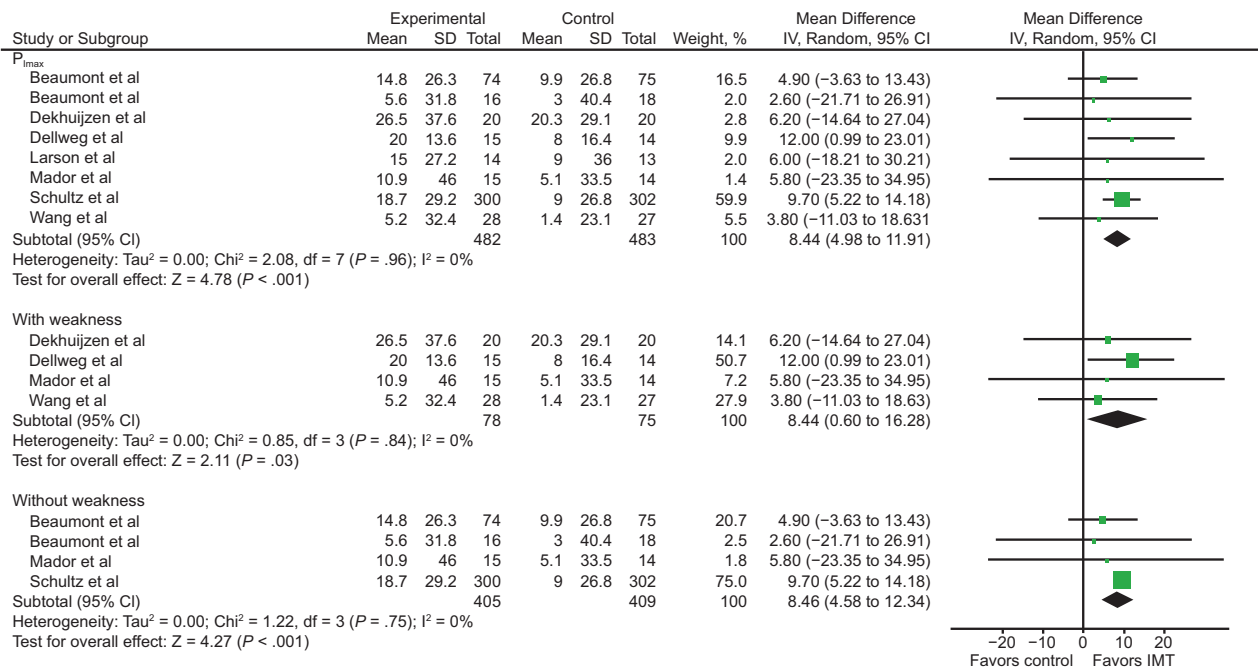 Experimental Control Mean Difference Mean Difference
Study or Subgroup Mean SD Total Mean SD Total Weight, % IV, Random, 95% CI IV, Random, 95% CI
PImax
Beaumont et al 14.8 26.3 74 9.9 26.8 75 16.5 4.90 (−3.63 to 13.43)
Beaumont et al 5.6 31.8 16 3 40.4 18 2.0 2.60 (−21.71 to 26.91)
Dekhuijzen et al 26.5 37.6 20 20.3 29.1 20 2.8 6.20 (−14.64 to 27.04)
Dellweg et al 20 13.6 15 8 16.4 14 9.9 12.00 (0.99 to 23.01)
Larson et al 15 27.2 14 9 36 13 2.0 6.00 (−18.21 to 30.21)
Mador et al 10.9 46 15 5.1 33.5 14 1.4 5.80 (−23.35 to 34.95)
Schultz et al 18.7 29.2 300 9 26.8 302 59.9 9.70 (5.22 to 14.18)
Wang et al 5.2 32.4 28 1.4 23.1 27 5.5 3.80 (−11.03 to 18.631
Subtotal (95% CI) 482 483 100 8.44 (4.98 to 11.91)
Heterogeneity: Tau² = 0.00; Chi² = 2.08, df = 7 (P = .96); I² = 0%
Test for overall effect: Z = 4.78 (P < .001)
With weakness
Dekhuijzen et al 26.5 37.6 20 20.3 29.1 20 14.1 6.20 (−14.64 to 27.04)
Dellweg et al 20 13.6 15 8 16.4 14 50.7 12.00 (0.99 to 23.01)
Mador et al 10.9 46 15 5.1 33.5 14 7.2 5.80 (−23.35 to 34.95)
Wang et al 5.2 32.4 28 1.4 23.1 27 27.9 3.80 (−11.03 to 18.63)
Subtotal (95% CI) 78 75 100 8.44 (0.60 to 16.28)
Heterogeneity: Tau² = 0.00; Chi² = 0.85, df = 3 (P = .84); I² = 0%
Test for overall effect: Z = 2.11 (P = .03)
Without weakness
Beaumont et al 14.8 26.3 74 9.9 26.8 75 20.7 4.90 (−3.63 to 13.43)
Beaumont et al 5.6 31.8 16 3 40.4 18 2.5 2.60 (−21.71 to 26.91)
Mador et al 10.9 46 15 5.1 33.5 14 1.8 5.80 (−23.35 to 34.95)
Schultz et al 18.7 29.2 300 9 26.8 302 75.0 9.70 (5.22 to 14.18)
Subtotal (95% CI) 405 409 100 8.46 (4.58 to 12.34)
Heterogeneity: Tau² = 0.00; Chi² = 1.22, df = 3 (P = .75); I² = 0%
Test for overall effect: Z = 4.27 (P < .001)
−20 −10 0 10 20
Favors control Favors IMT